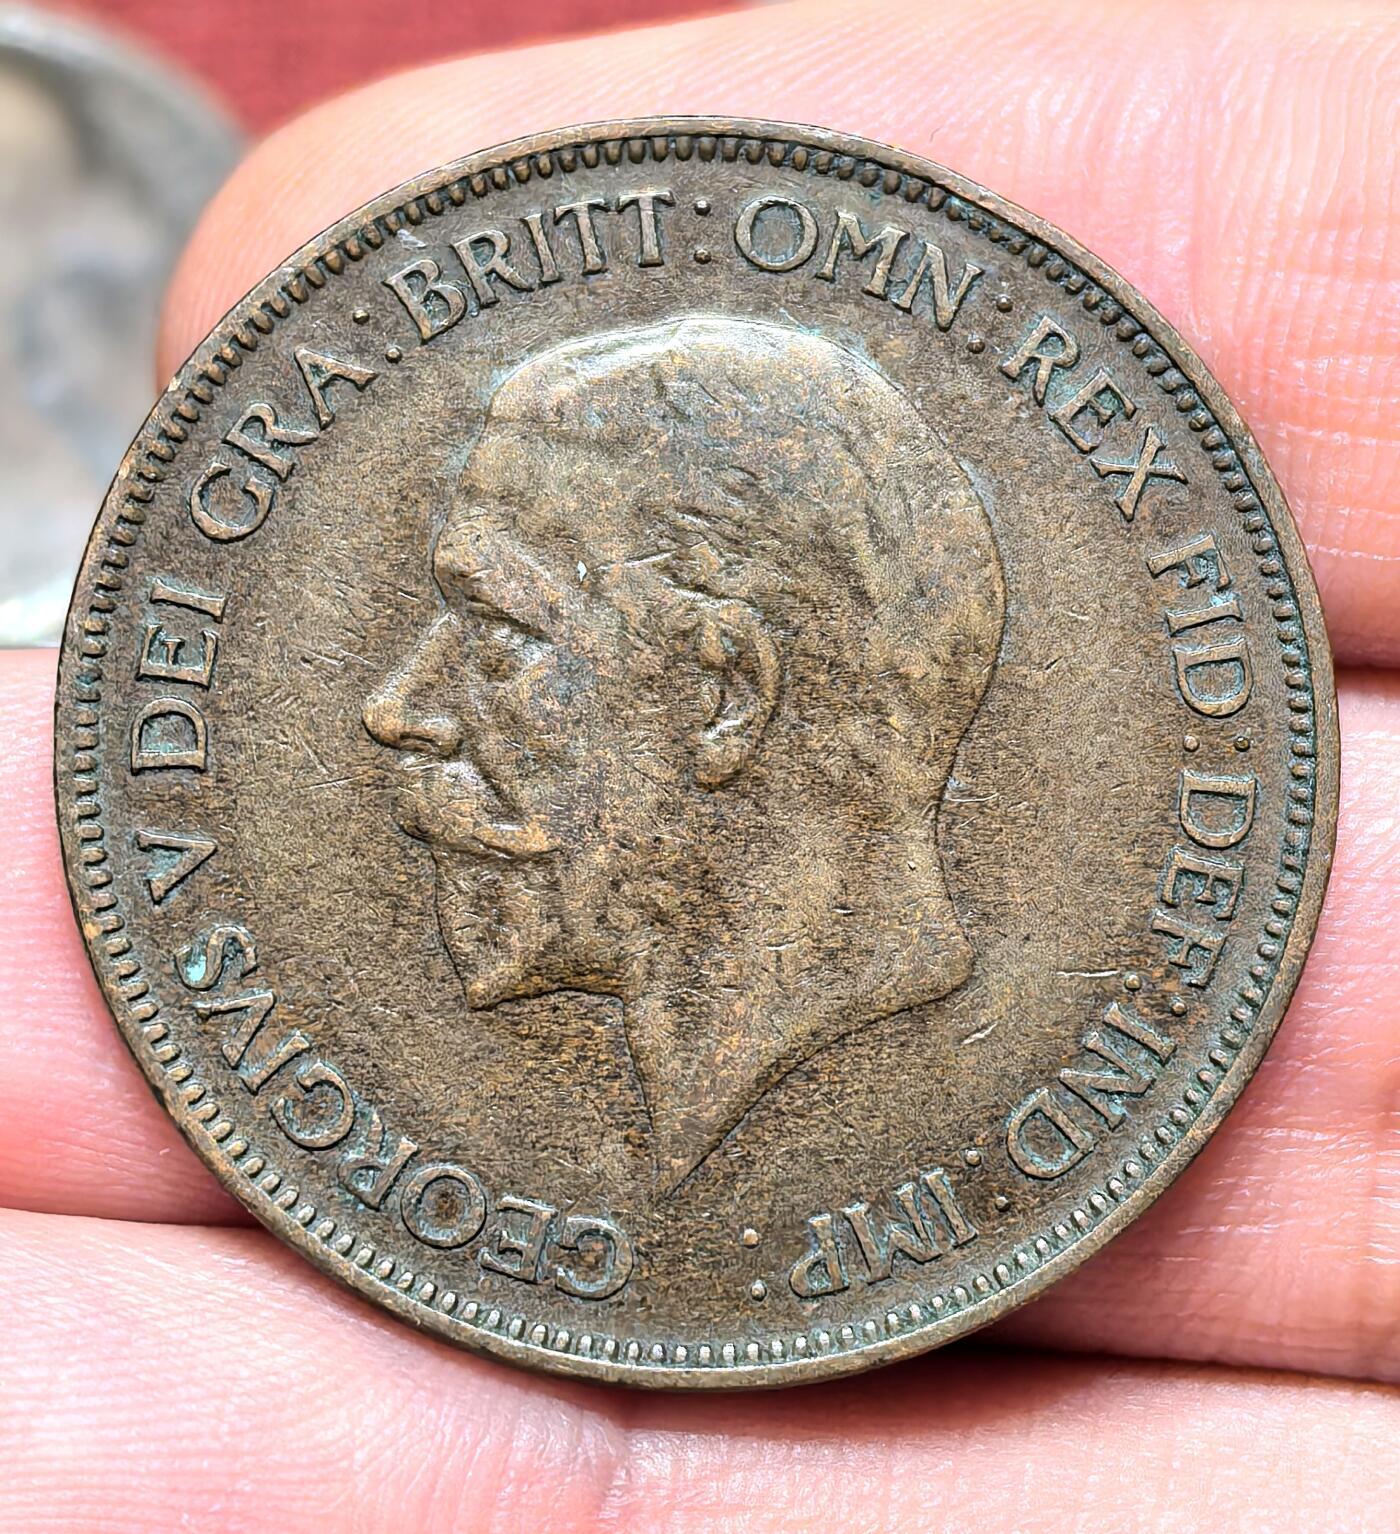 GEORGIVS V DEI GRA: BRITT: OMN: REX FID: DEF: IND: IMP: